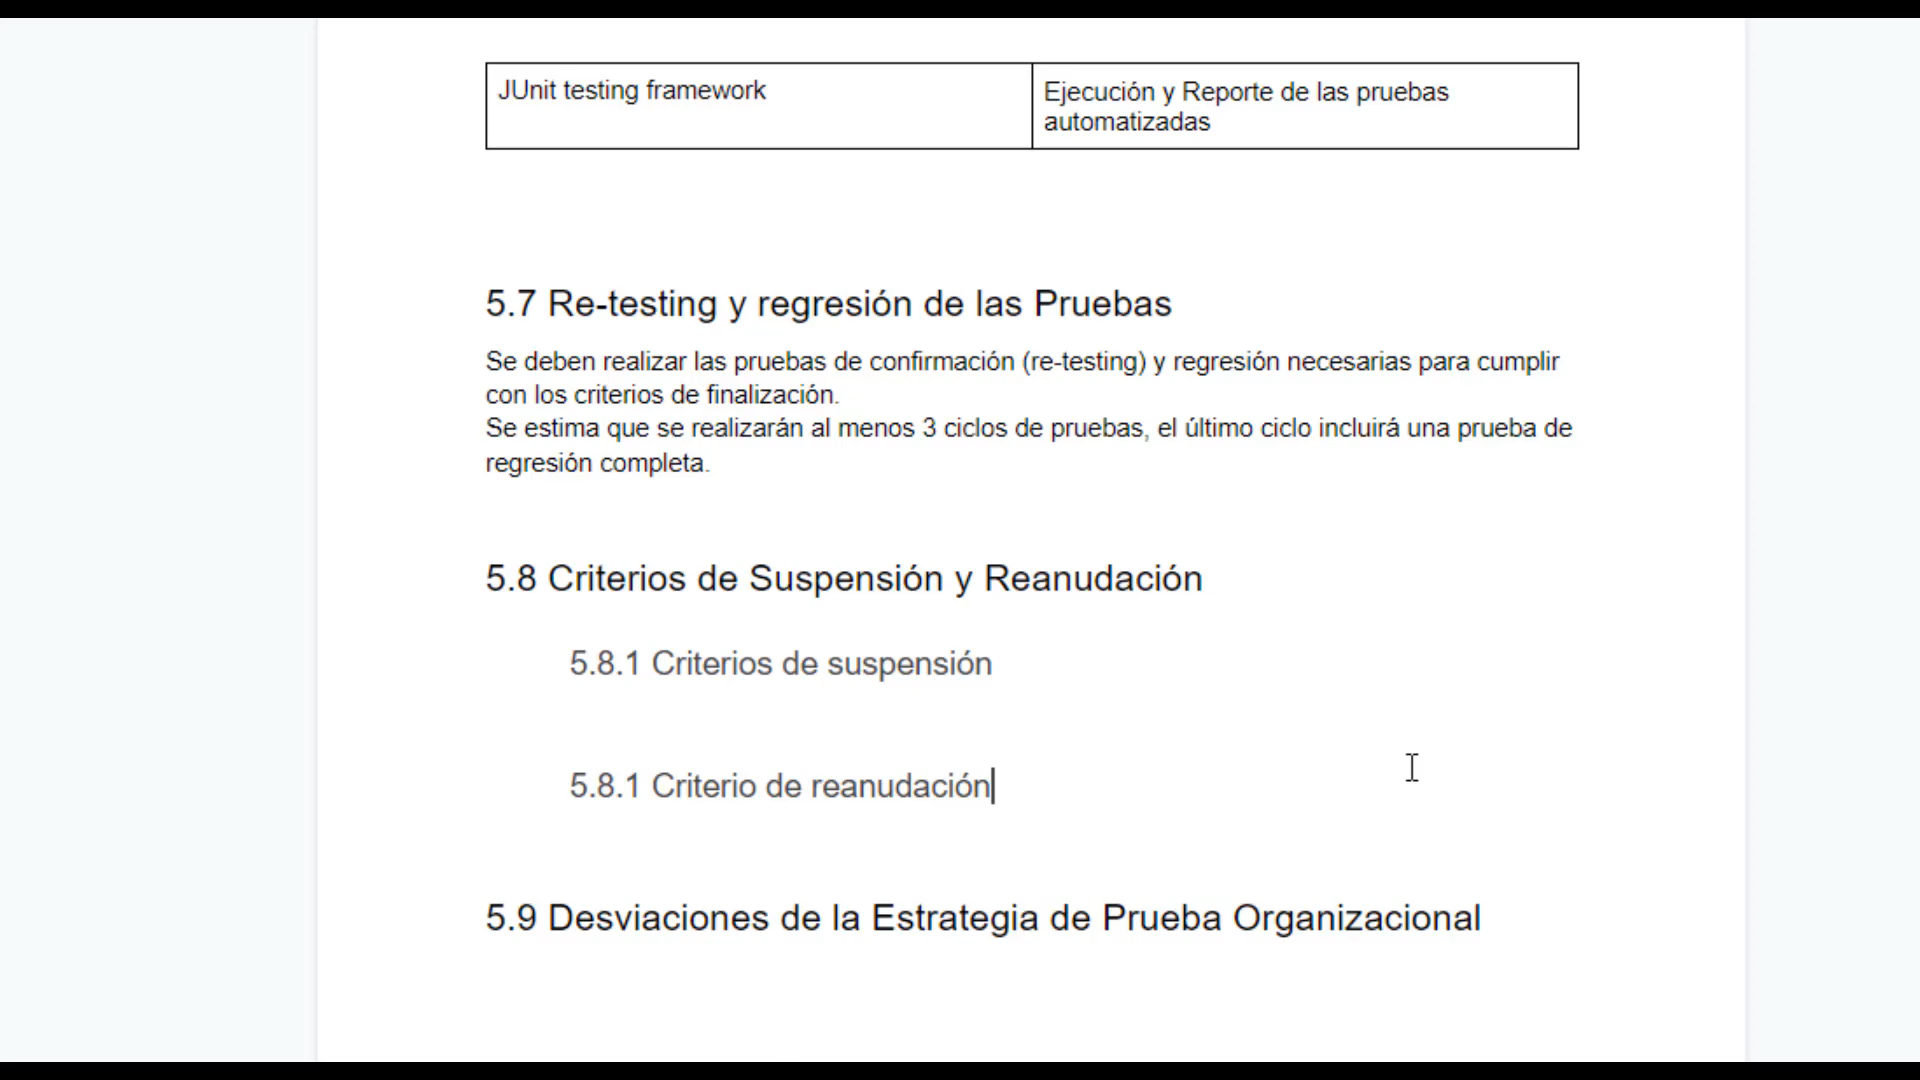 JUnit testing framework
Ejecución y Reporte de las pruebas
automatizadas
5.7 Re-testing y regresión de las Pruebas
Se deben realizar las pruebas de confirmación (re-testing) y regresión necesarias para cumplir
con los criterios de finalización.
Se estima que se realizarán al menos 3 ciclos de pruebas, el último ciclo incluirá una prueba de
regresión completa.
5.8 Criterios de Suspensión y Reanudación
5.8.1 Criterios de suspensión
5.8.1 Criterio de reanudación
5.9 Desviaciones de la Estrategia de Prueba Organizacional